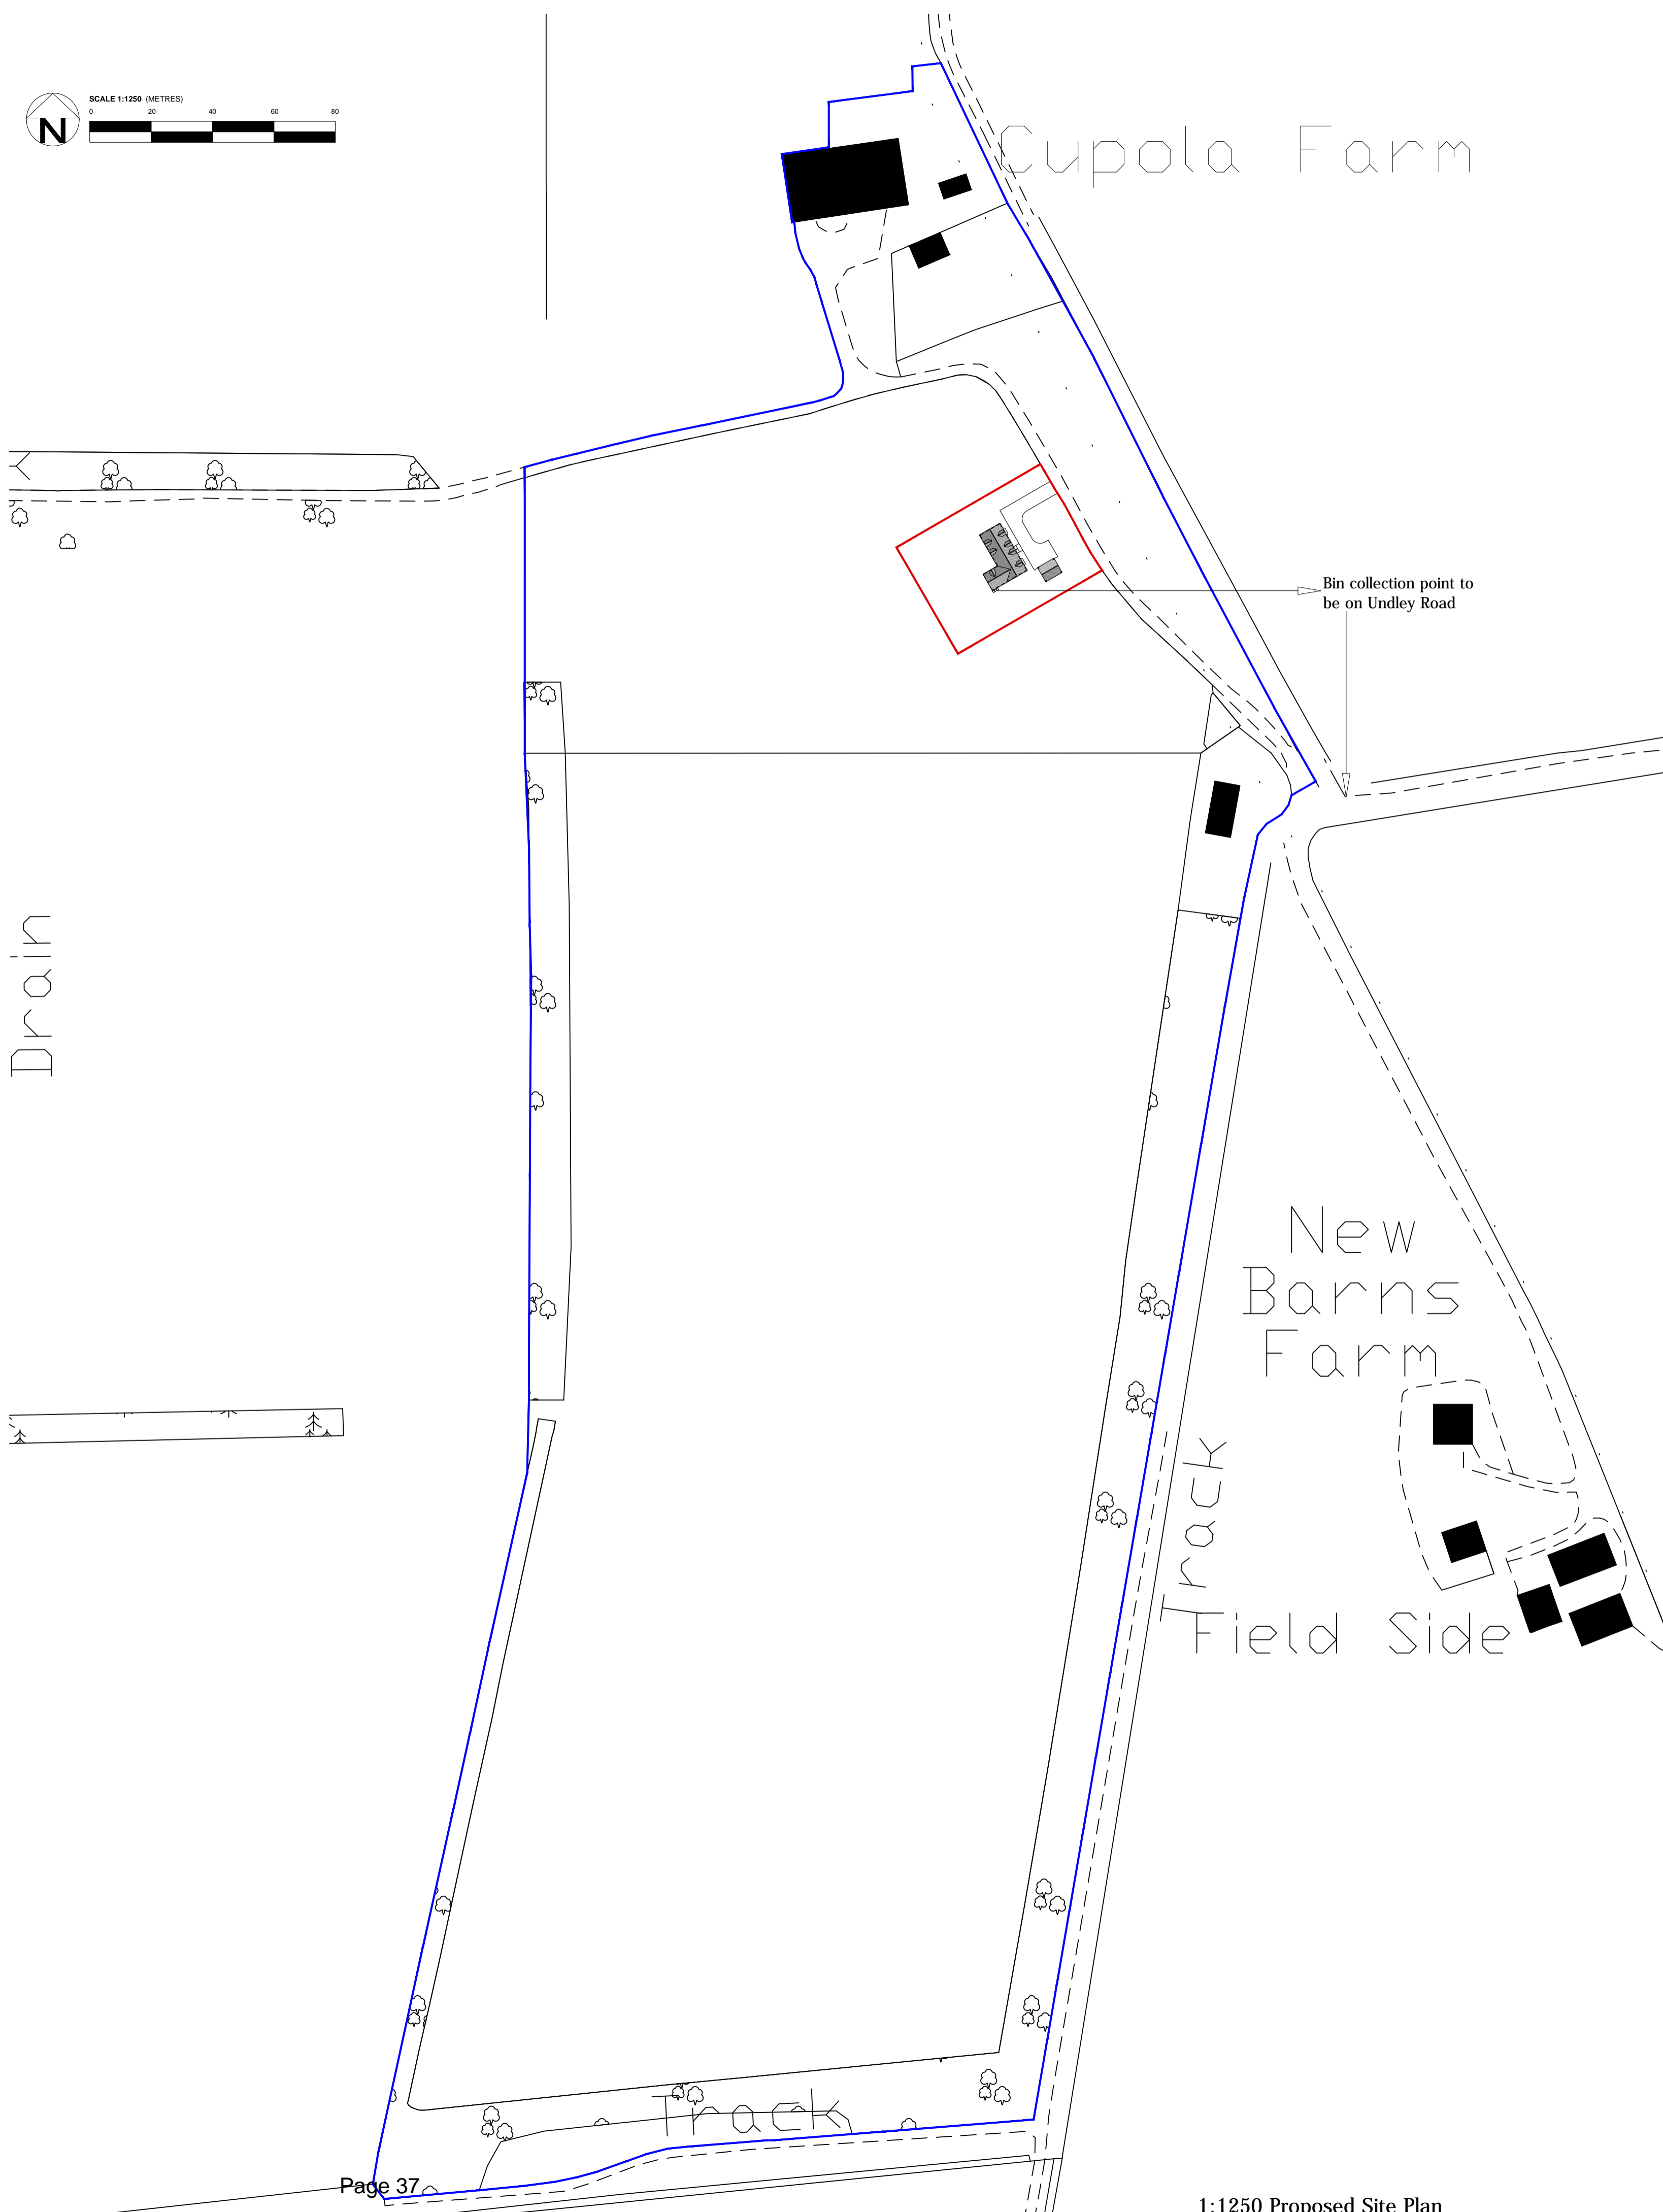 SCALE 1:1250 (METRES)
0 20 40 60 80
N
Cupola Farm
Bin collection point to
be on Undley Road
Drain
New
Barns
Farm
Track
Field Side
Track
Page 37
1:1250 Proposed Site Plan